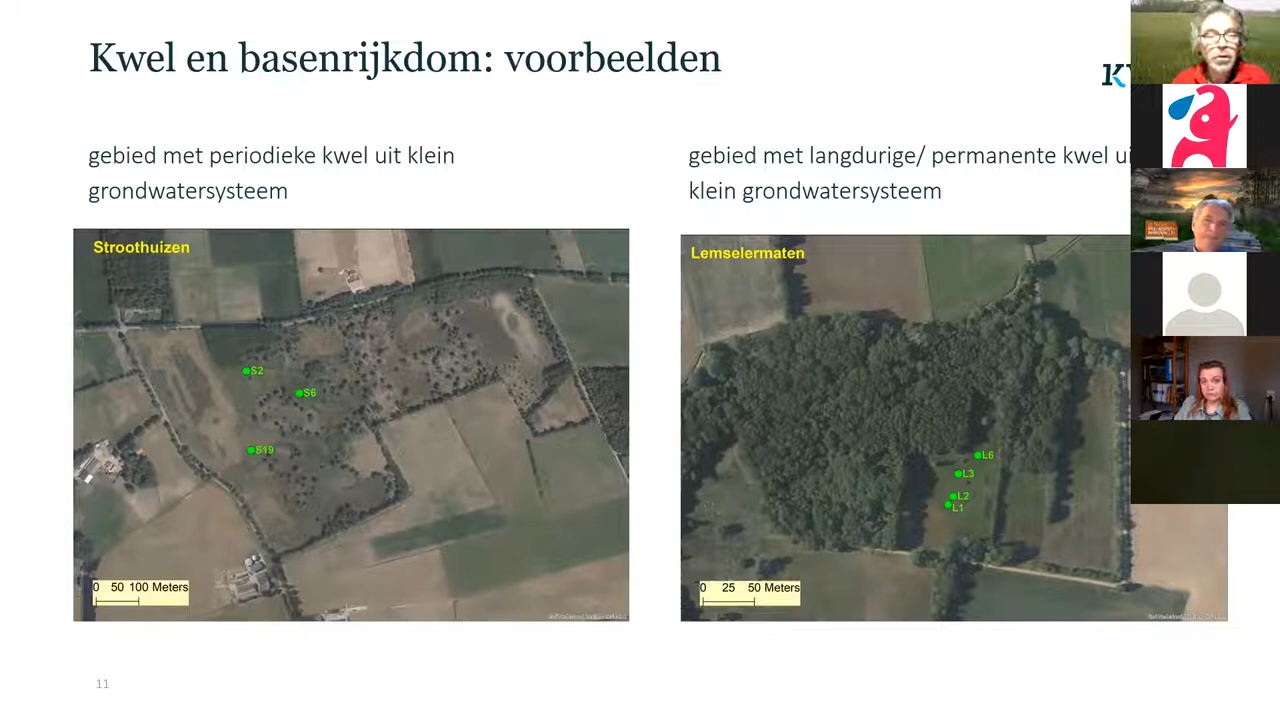 Kwel en basenrijkdom: voorbeelden
gebied met periodieke kwel uit klein
grondwatersysteem
gebied met langdurige/ permanente kwel
klein grondwatersysteem
Stroothuizen
S2
S6
S19
0 50 100 Meters
Lemselermaten
L6
L3
L2
L1
0 25 50 Meters
11